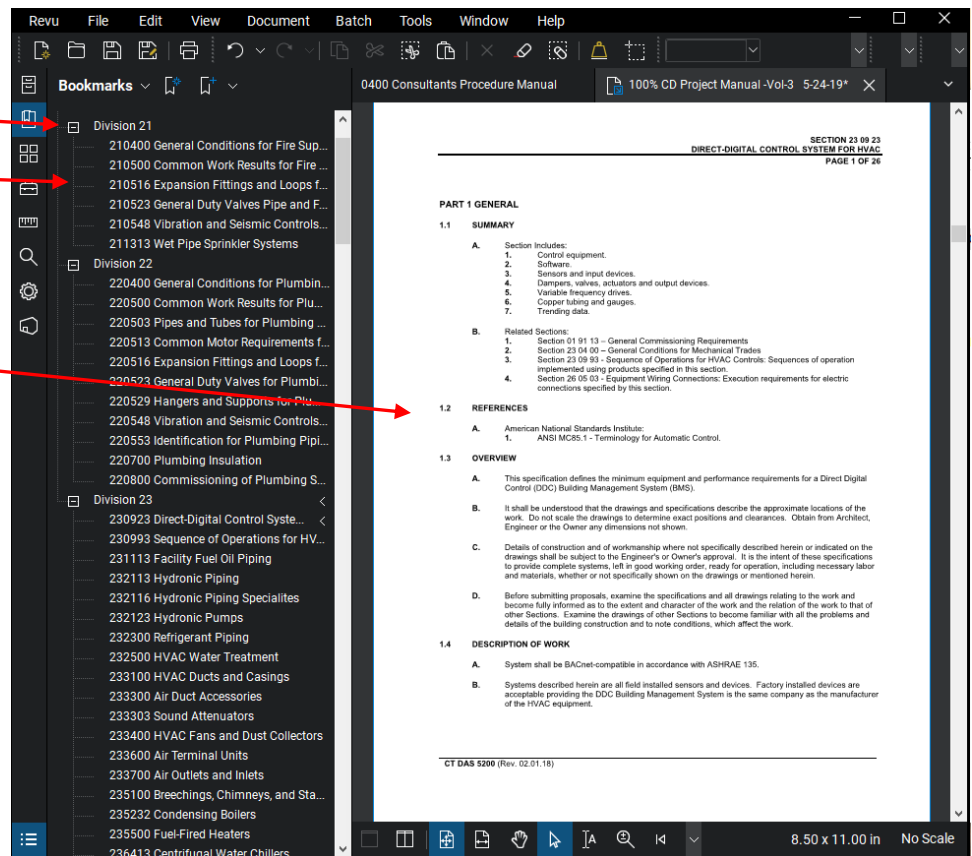 Revu File Edit View Document Batch Tools Window Help
Bookmarks
0400 Consultants Procedure Manual
100% CD Project Manual -Vol-3 5-24-19*
Division 21
210400 General Conditions for Fire Sup...
210500 Common Work Results for Fire ...
210516 Expansion Fittings and Loops f...
210523 General Duty Valves Pipe and F...
210548 Vibration and Seismic Controls...
211313 Wet Pipe Sprinkler Systems
Division 22
220400 General Conditions for Plumbin...
220500 Common Work Results for Plu...
220503 Pipes and Tubes for Plumbing ...
220513 Common Motor Requirements f...
220516 Expansion Fittings and Loops f...
220523 General Duty Valves for Plumbi...
220529 Hangers and Supports for Plu...
220548 Vibration and Seismic Controls...
220553 Identification for Plumbing Pipi...
220700 Plumbing Insulation
220800 Commissioning of Plumbing S...
Division 23
230923 Direct-Digital Control Syste...
230993 Sequence of Operations for HV...
231113 Facility Fuel Oil Piping
232113 Hydronic Piping
232116 Hydronic Piping Specialites
232123 Hydronic Pumps
232300 Refrigerant Piping
232500 HVAC Water Treatment
233100 HVAC Ducts and Casings
233300 Air Duct Accessories
233303 Sound Attenuators
233400 HVAC Fans and Dust Collectors
233600 Air Terminal Units
233700 Air Outlets and Inlets
235100 Breechings, Chimneys, and Sta...
235232 Condensing Boilers
235500 Fuel-Fired Heaters
236413 Centrifugal Water Chillers
SECTION 23 09 23
DIRECT-DIGITAL CONTROL SYSTEM FOR HVAC
PAGE 1 OF 26
PART 1 GENERAL
1.1 SUMMARY
A. Section Includes:
1. Control equipment.
2. Software.
3. Sensors and input devices.
4. Dampers, valves, actuators and output devices.
5. Variable frequency drives.
6. Copper tubing and gauges.
7. Trending data.
B. Related Sections:
1. Section 01 91 13 – General Commissioning Requirements
2. Section 23 04 00 – General Conditions for Mechanical Trades
3. Section 23 09 93 - Sequence of Operations for HVAC Controls: Sequences of operation
implemented using products specified in this section.
4. Section 26 05 03 - Equipment Wiring Connections: Execution requirements for electric
connections specified by this section.
1.2 REFERENCES
A. American National Standards Institute:
1. ANSI MC85.1 - Terminology for Automatic Control.
1.3 OVERVIEW
A. This specification defines the minimum equipment and performance requirements for a Direct Digital
Control (DDC) Building Management System (BMS).
B. It shall be understood that the drawings and specifications describe the approximate locations of the
work. Do not scale the drawings to determine exact positions and clearances. Obtain from Architect,
Engineer or the Owner any dimensions not shown.
C. Details of construction and of workmanship where not specifically described herein or indicated on the
drawings shall be subject to the Engineer's or Owner's approval. It is the intent of these specifications
to provide complete systems, left in good working order, ready for operation, including necessary labor
and materials, whether or not specifically shown on the drawings or mentioned herein.
D. Before submitting proposals, examine the specifications and all drawings relating to the work and
become fully informed as to the extent and character of the work and the relation of the work to that of
other Sections. Examine the drawings of other Sections to become familiar with all the problems and
details of the building construction and to note conditions, which affect the work.
1.4 DESCRIPTION OF WORK
A. System shall be BACnet-compatible in accordance with ASHRAE 135.
B. Systems described herein are all field installed sensors and devices. Factory installed devices are
acceptable providing the DDC Building Management System is the same company as the manufacturer
of the HVAC equipment.
CT DAS 5200 (Rev. 02.01.18)
8.50 x 11.00 in No Scale